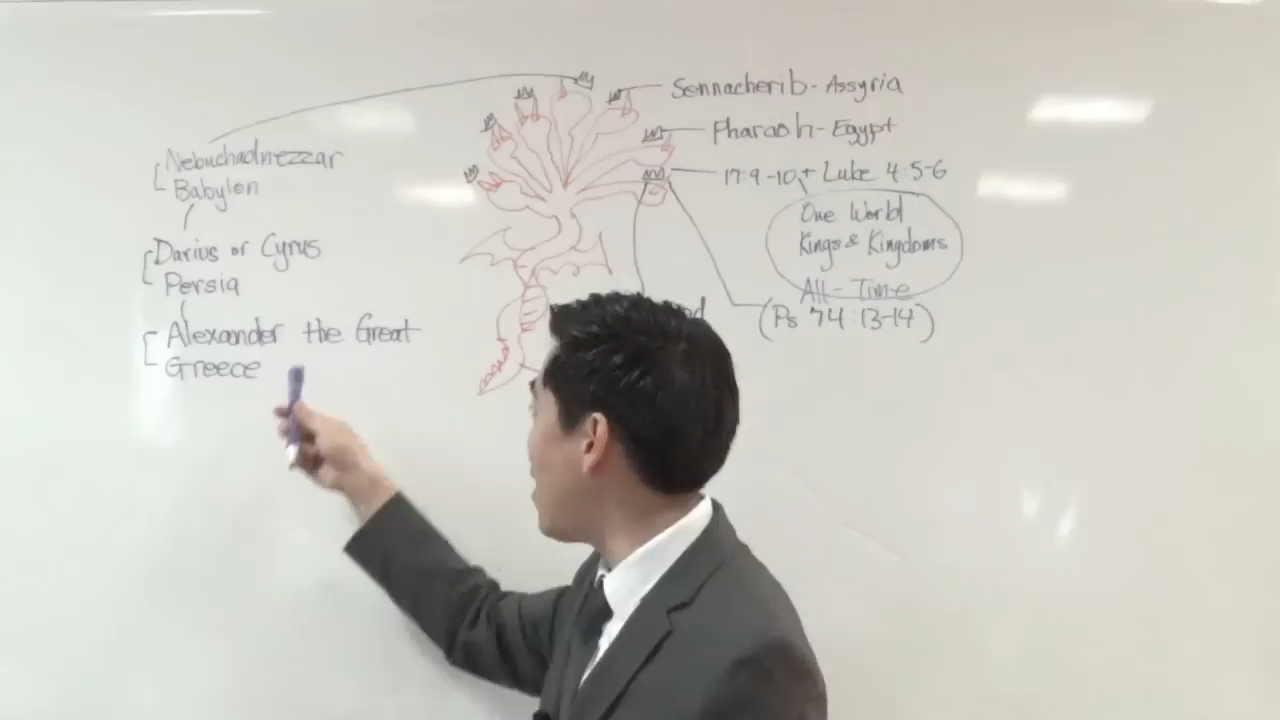 Nebuchadnezzar
Babylon
Darius or Cyrus
Persia
Alexander the Great
Greece
Sennacherib - Assyria
Pharaoh - Egypt
17:9-10 + Luke 4:5-6
One World
Kings & Kingdoms
All-Time
(Ps 74:13-14)